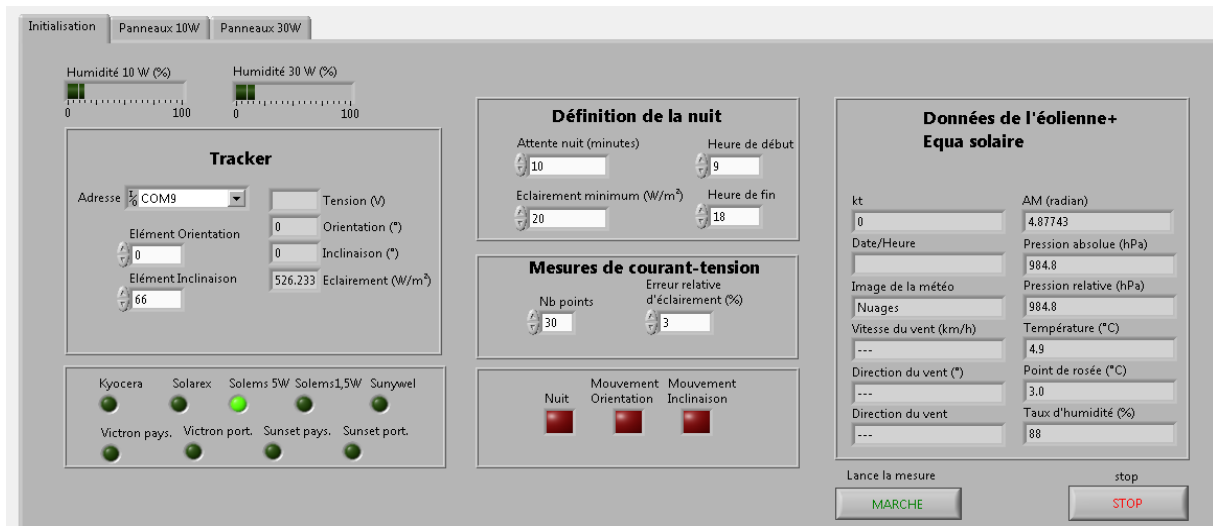 Initialisation
Panneaux 10W
Panneaux 30W
Humidité 10 W (%)
0
100
Humidité 30 W (%)
0
100
Tracker
Adresse
COM9
Elément Orientation
0
Elément Inclinaison
66
Tension (V)
0
Orientation (°)
0
Inclinaison (°)
526.233
Eclairement (W/m²)
Kyocera
Solarex
Solems 5W
Solems1,5W
Sunywel
Victron pays.
Victron port.
Sunset pays.
Sunset port.
Définition de la nuit
Attente nuit (minutes)
10
Heure de début
9
Eclairement minimum (W/m²)
20
Heure de fin
18
Mesures de courant-tension
Nb points
30
Erreur relative
d'éclairement (%)
3
Nuit
Mouvement
Orientation
Mouvement
Inclinaison
Données de l'éolienne+
Equa solaire
kt
0
Date/Heure
Image de la météo
Nuages
Vitesse du vent (km/h)
---
Direction du vent (°)
---
Direction du vent
---
AM (radian)
4.87743
Pression absolue (hPa)
984.8
Pression relative (hPa)
984.8
Température (°C)
4.9
Point de rosée (°C)
3.0
Taux d'humidité (%)
88
Lance la mesure
MARCHE
stop
STOP